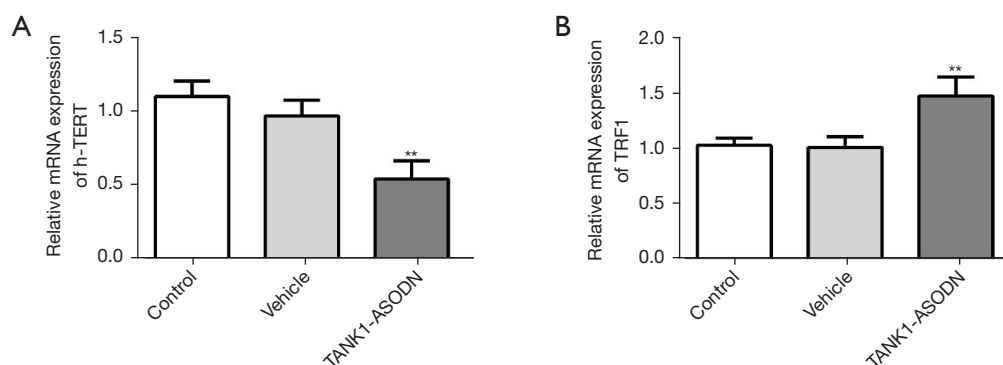 A
Relative mRNA expression
of h-TERT
1.5
1.0
0.5
0.0
**
Control
Vehicle
TANK1-ASODN
B
Relative mRNA expression
of TRF1
2.0
1.5
1.0
0.5
0.0
**
Control
Vehicle
TANK1-ASODN